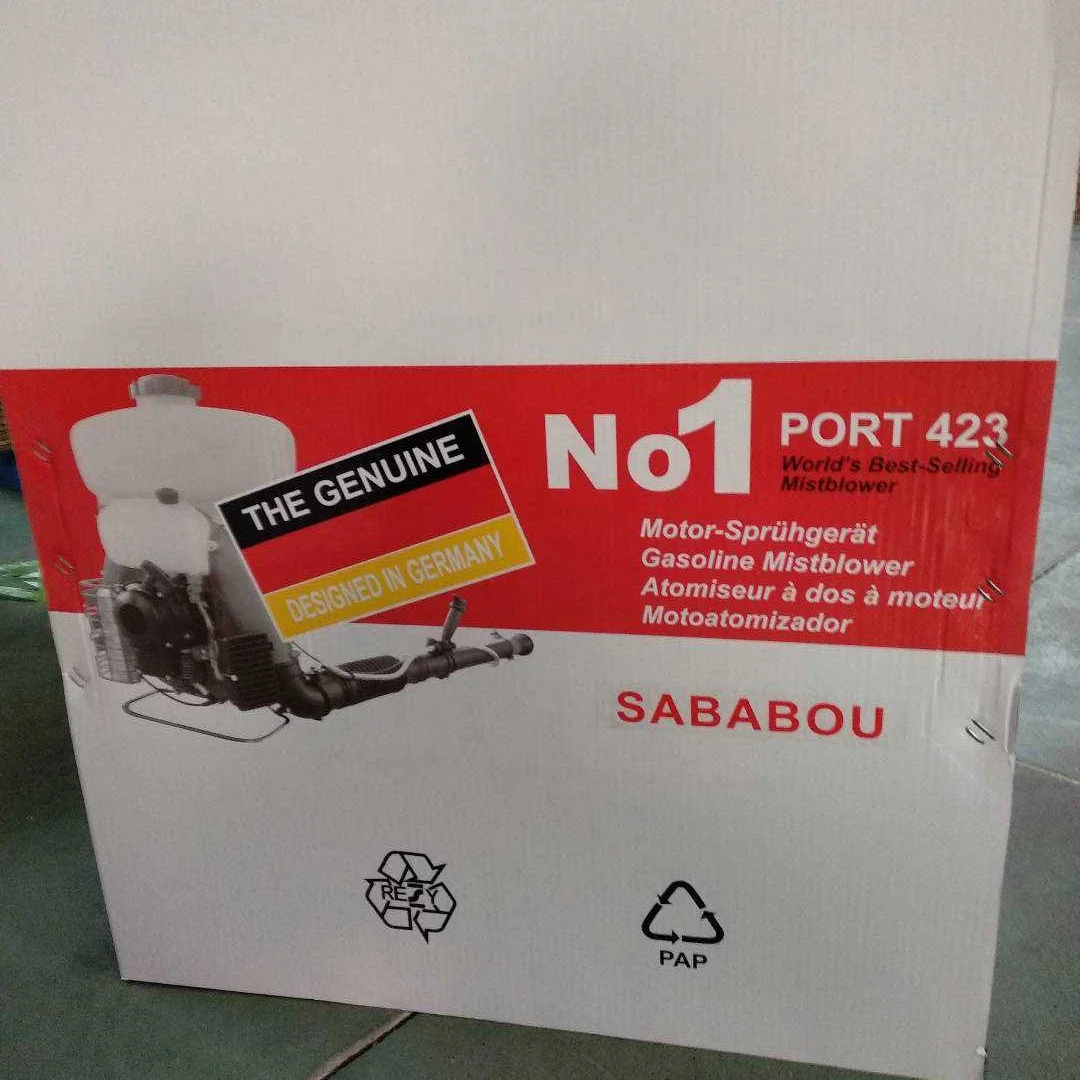 THE GENUINE
DESIGNED IN GERMANY
No1
PORT 423
World's Best-Selling
Mistblower
Motor-Sprühgerät
Gasoline Mistblower
Atomiseur à dos à moteur
Motoatomizador
SABABOU
RESY
PAP